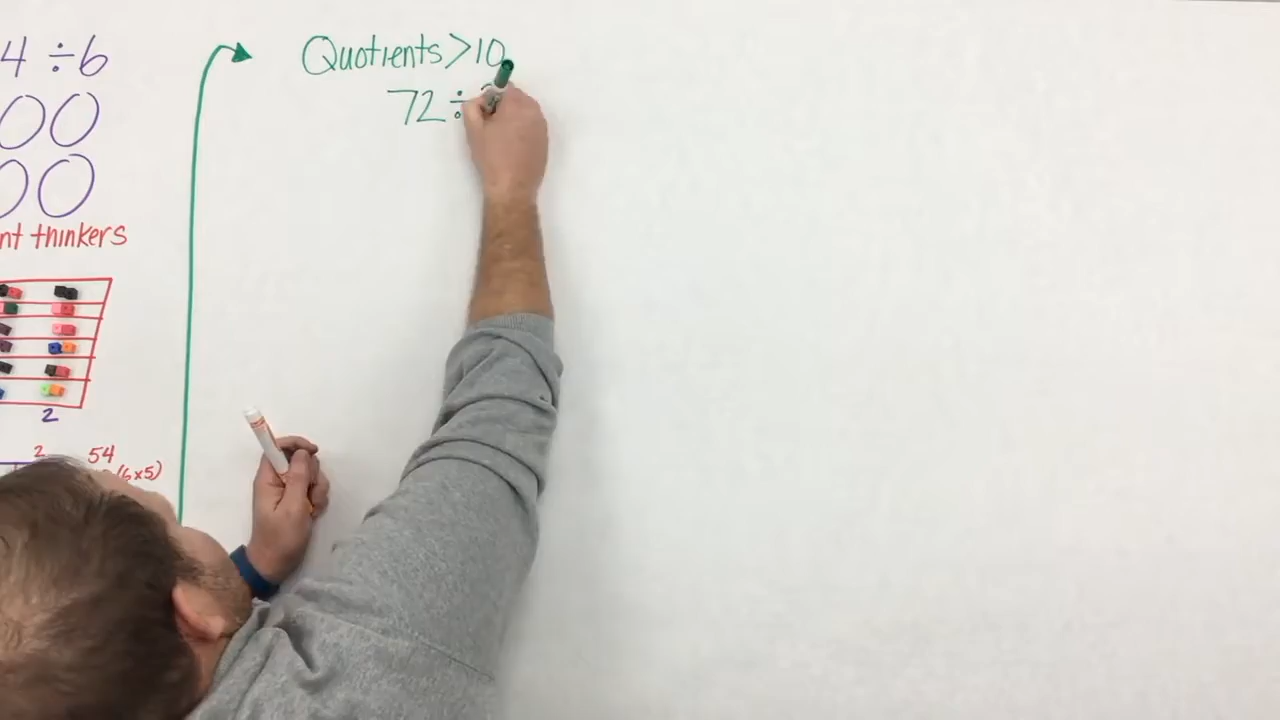 4 ÷ 6
nt thinkers
2
2 54
(6x5)
Quotients > 10
72 ÷